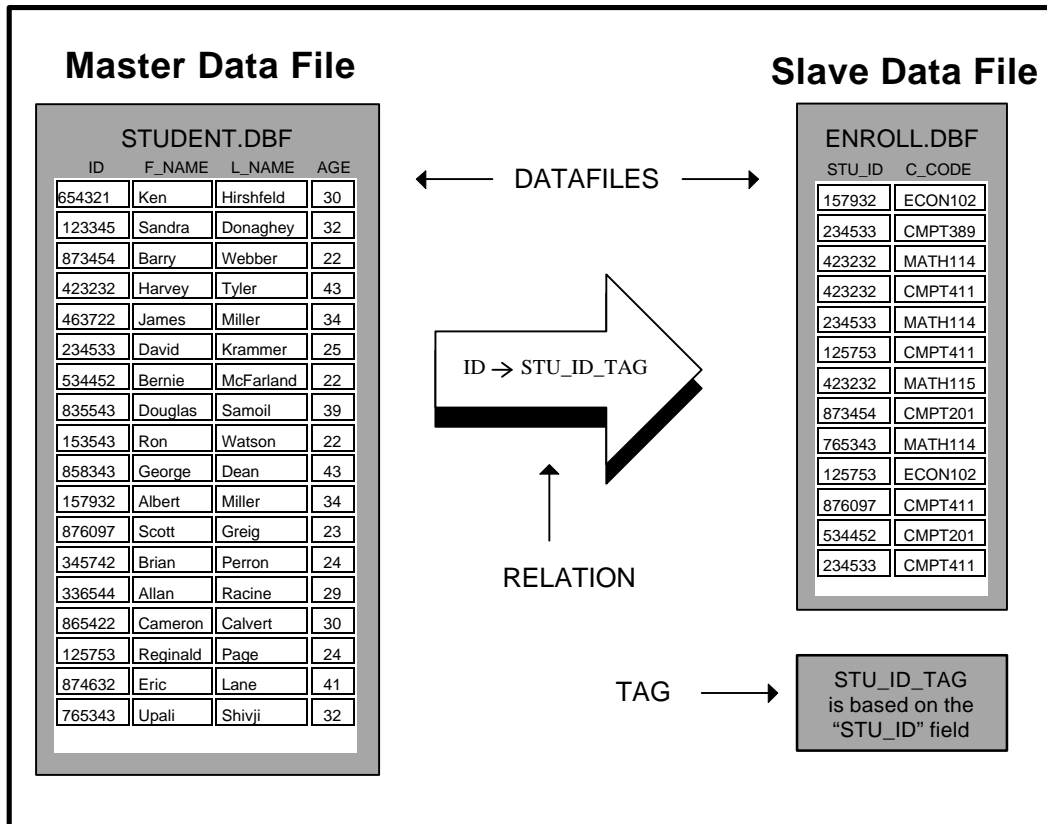 Master Data File
STUDENT.DBF
ID F_NAME L_NAME AGE
654321 Ken Hirshfeld 30
123345 Sandra Donaghey 32
873454 Barry Webber 22
423232 Harvey Tyler 43
463722 James Miller 34
234533 David Krammer 25
534452 Bernie McFarland 22
835543 Douglas Samoil 39
153543 Ron Watson 22
858343 George Dean 43
157932 Albert Miller 34
876097 Scott Greig 23
345742 Brian Perron 24
336544 Allan Racine 29
865422 Cameron Calvert 30
125753 Reginald Page 24
874632 Eric Lane 41
765343 Upali Shivji 32
DATAFILES
ID → STU_ID_TAG
RELATION
Slave Data File
ENROLL.DBF
STU_ID C_CODE
157932 ECON102
234533 CMPT389
423232 MATH114
423232 CMPT411
234533 MATH114
125753 CMPT411
423232 MATH115
873454 CMPT201
765343 MATH114
125753 ECON102
876097 CMPT411
534452 CMPT201
234533 CMPT411
TAG
STU_ID_TAG
is based on the
“STU_ID” field